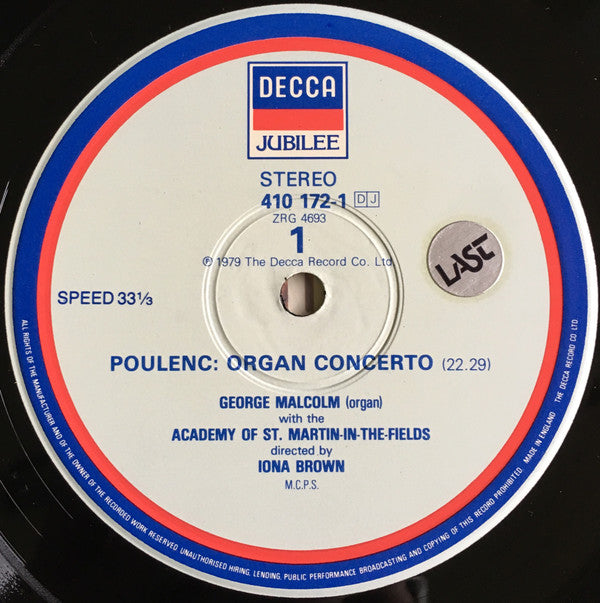 DECCA
JUBILEE
STEREO
410 172-1 DJ
ZRG 4693
1
℗ 1979 The Decca Record Co. Ltd
LAST
SPEED 33⅓
POULENC: ORGAN CONCERTO (22.29)
GEORGE MALCOLM (organ)
with the
ACADEMY OF ST. MARTIN-IN-THE-FIELDS
directed by
IONA BROWN
M.C.P.S.
ALL RIGHTS OF THE MANUFACTURER AND OF THE OWNER OF THE RECORDED WORK RESERVED UNAUTHORISED HIRING, LENDING, PUBLIC PERFORMANCE BROADCASTING AND COPYING OF THIS RECORD PROHIBITED. MADE IN ENGLAND. THE DECCA RECORD CO LTD.